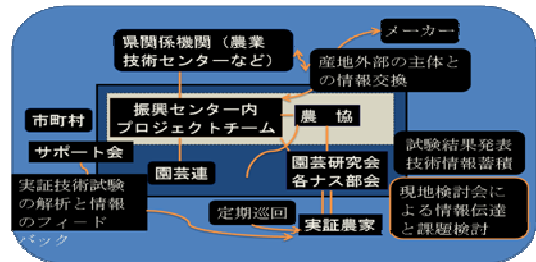 メーカー
県関係機関（農業
技術センターなど）
産地外部の主体と
の情報交換
振興センター内
プロジェクトチーム
農　協
市町村
サポート会
園芸連
園芸研究会
各ナス部会
試験結果発表
技術情報蓄積
実証技術試験
の解析と情報
のフィード
バック
定期巡回
実証農家
現地検討会に
よる情報伝達
と課題検討